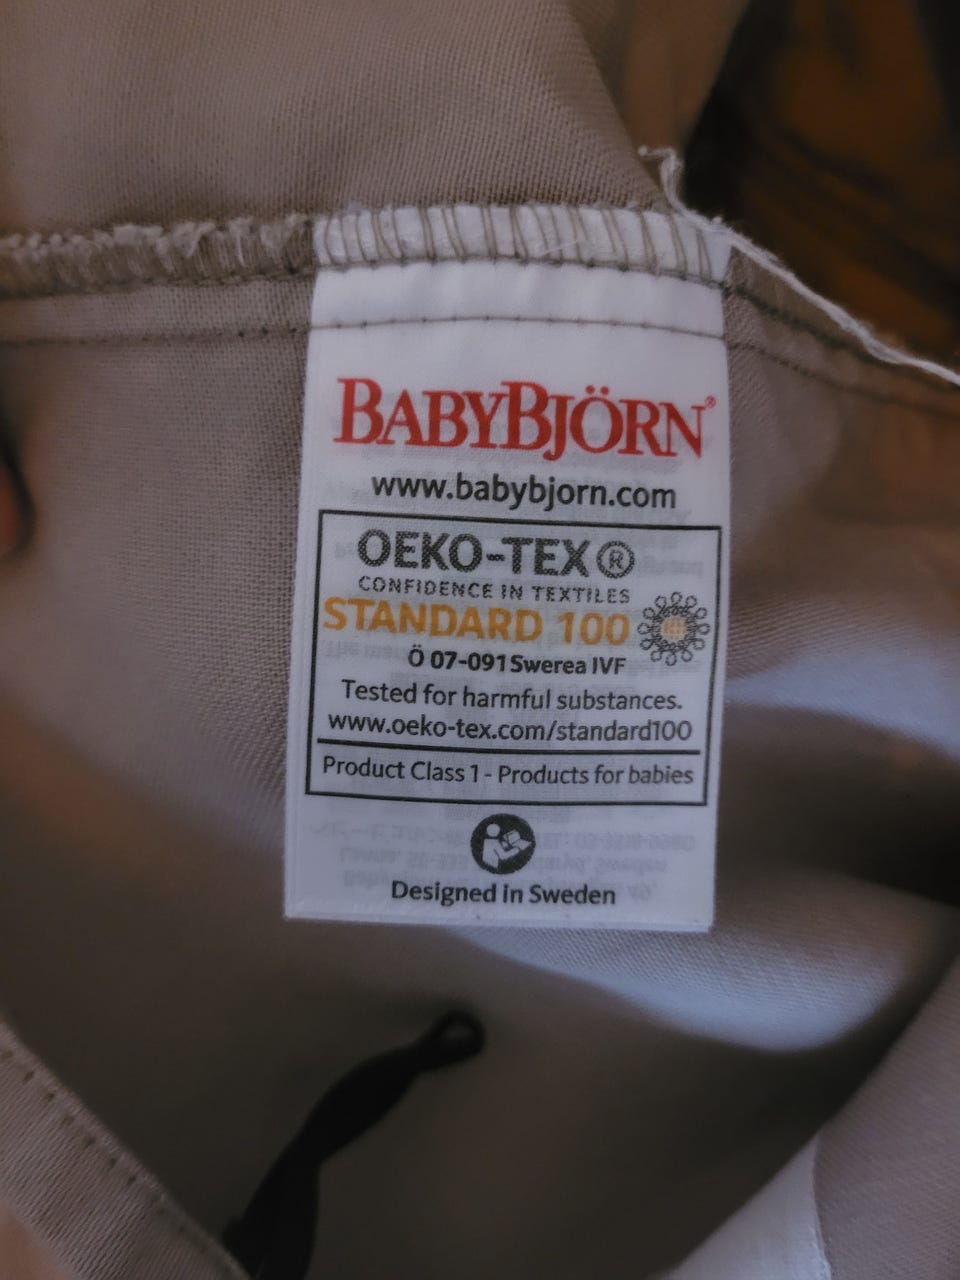 BABYBJÖRN®
www.babybjorn.com
OEKO-TEX®
CONFIDENCE IN TEXTILES
STANDARD 100
Ö 07-091 Swerea IVF
Tested for harmful substances.
www.oeko-tex.com/standard100
Product Class 1 - Products for babies
Designed in Sweden